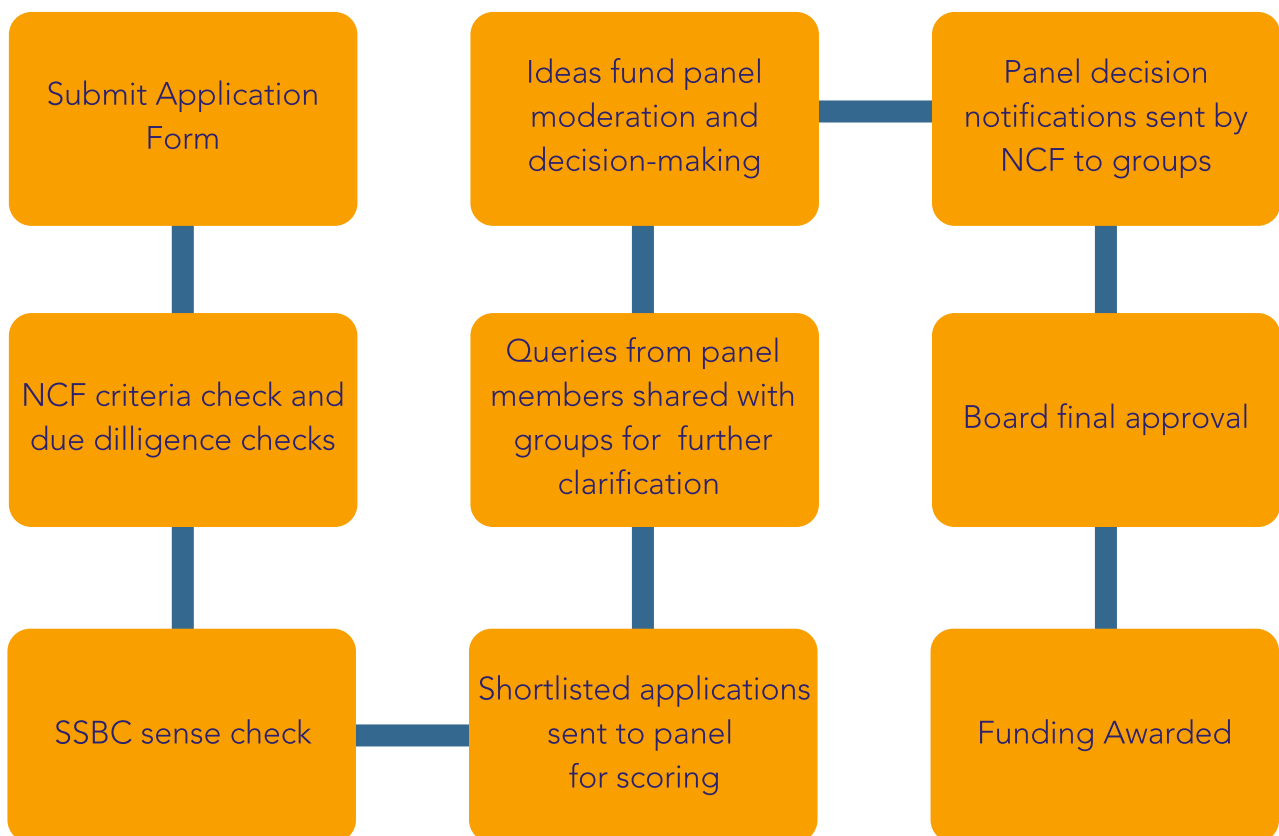 Submit Application
Form
NCF criteria check and
due dilligence checks
SSBC sense check
Shortlisted applications
sent to panel
for scoring
Queries from panel
members shared with
groups for  further
clarification
Ideas fund panel
moderation and
decision-making
Panel decision
notifications sent by
NCF to groups
Board final approval
Funding Awarded